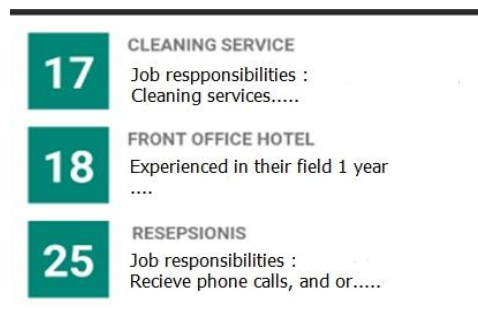 17
CLEANING SERVICE
Job respponsibilities :
Cleaning services.....
18
FRONT OFFICE HOTEL
Experienced in their field 1 year
....
25
RESEPSIONIS
Job responsibilities :
Recieve phone calls, and or.....